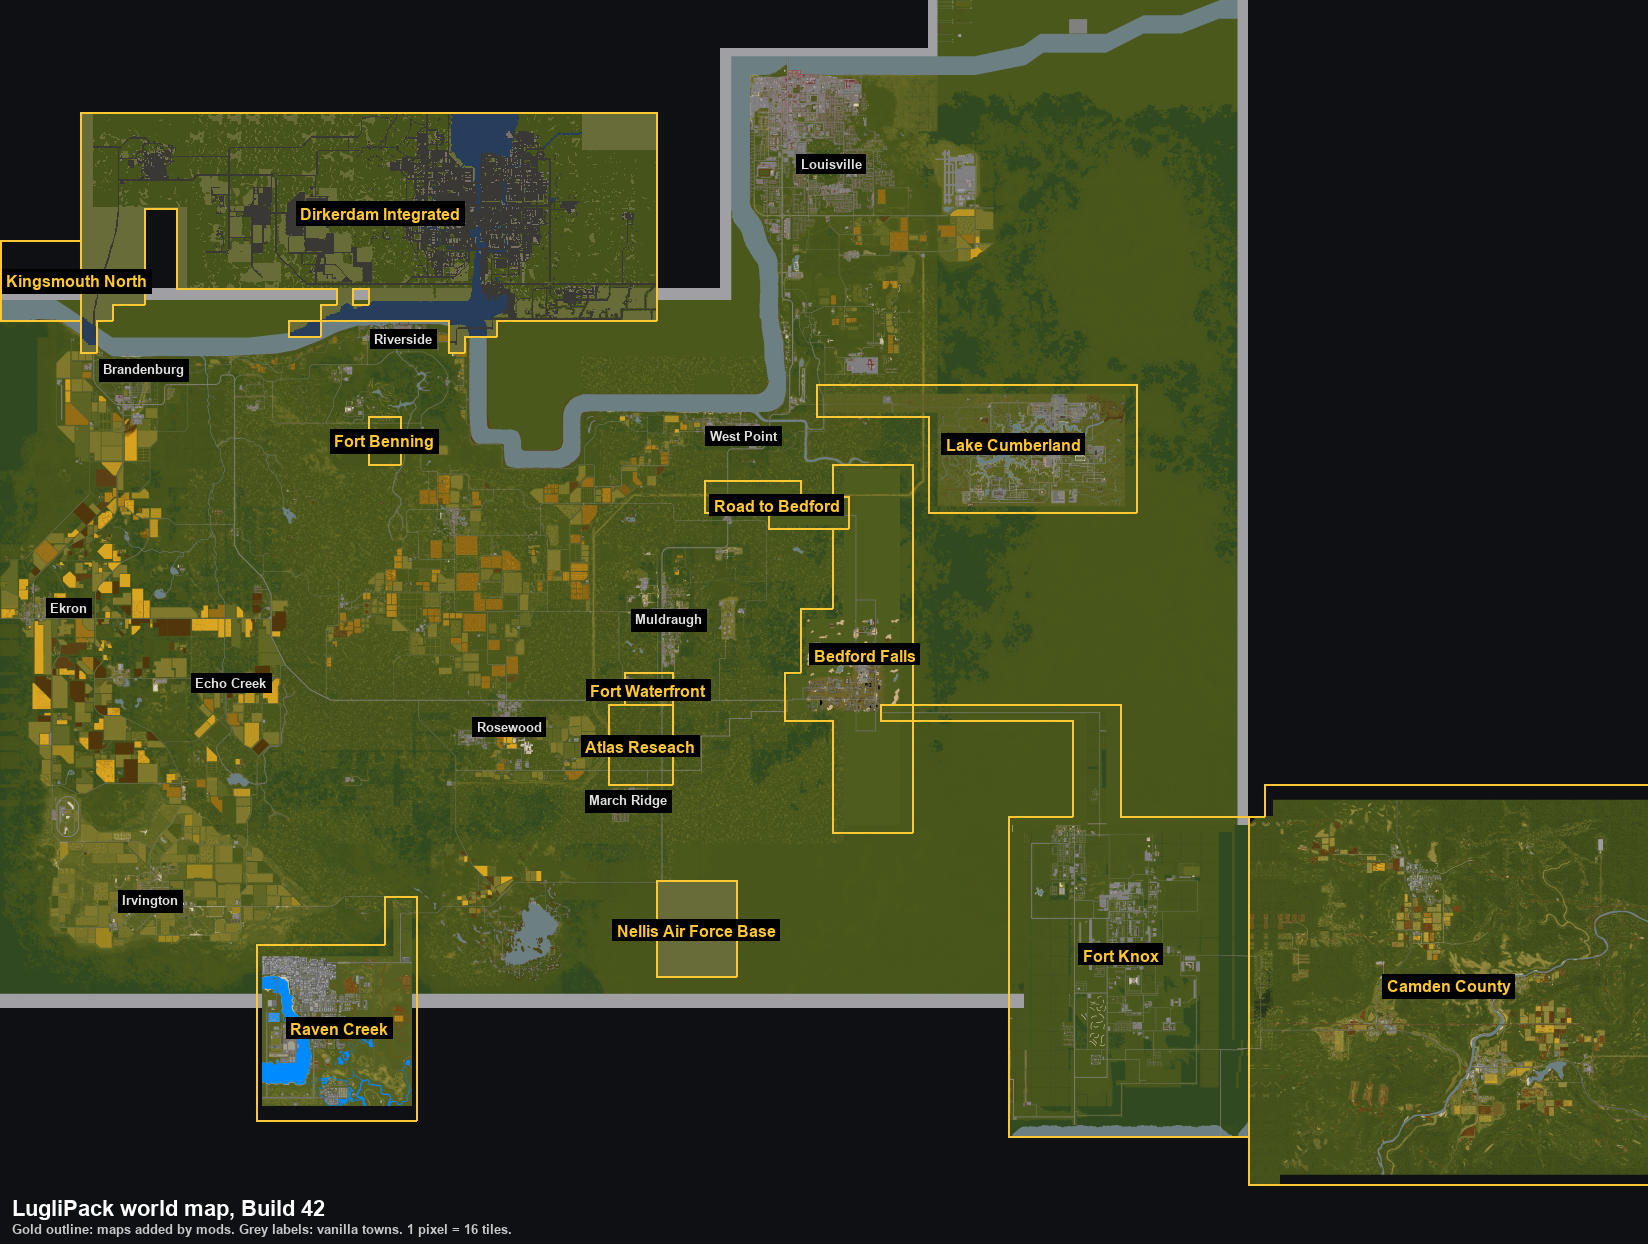 Louisville
Dirkerdam Integrated
Kingsmouth North
Riverside
Brandenburg
Fort Benning
West Point
Lake Cumberland
Road to Bedford
Ekron
Muldraugh
Bedford Falls
Echo Creek
Fort Waterfront
Rosewood
Atlas Reseach
March Ridge
Irvington
Nellis Air Force Base
Fort Knox
Camden County
Raven Creek
LugliPack world map, Build 42
Gold outline: maps added by mods. Grey labels: vanilla towns. 1 pixel = 16 tiles.